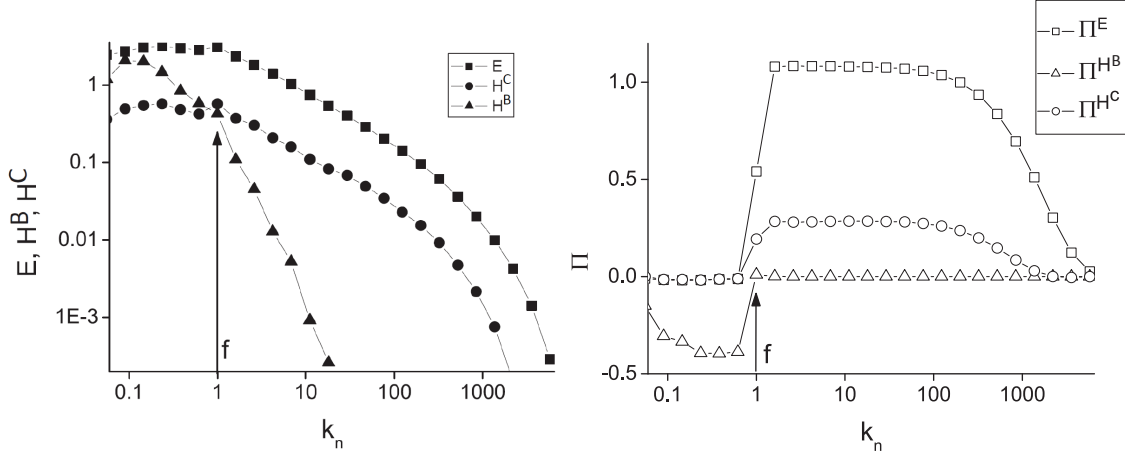 E, H^B, H^C
1
0.1
0.01
1E-3
E
H^C
H^B
f
0.1 1 10 100 1000
k_n
Π
1.0
0.5
0.0
-0.5
Π^E
Π^{H^B}
Π^{H^C}
f
0.1 1 10 100 1000
k_n